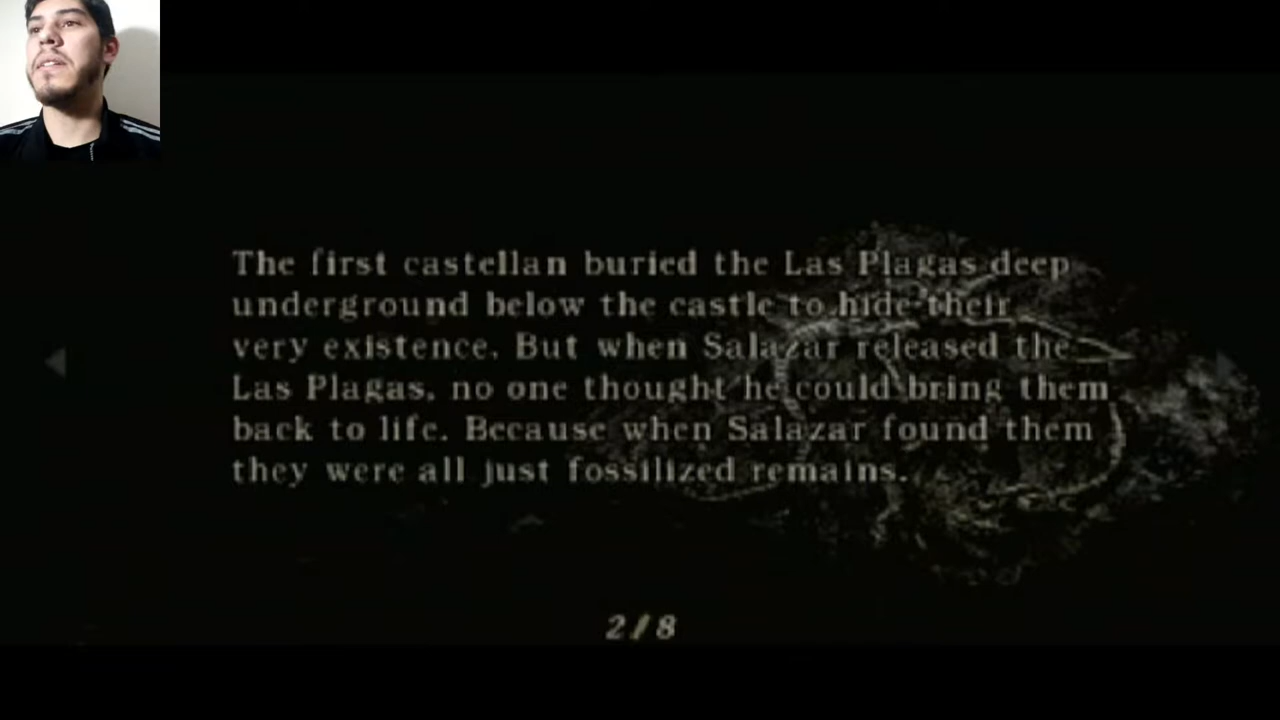 The first castellan buried the Las Plagas deep
underground below the castle to hide their
very existence. But when Salazar released the
Las Plagas, no one thought he could bring them
back to life. Because when Salazar found them
they were all just fossilized remains.
2/8